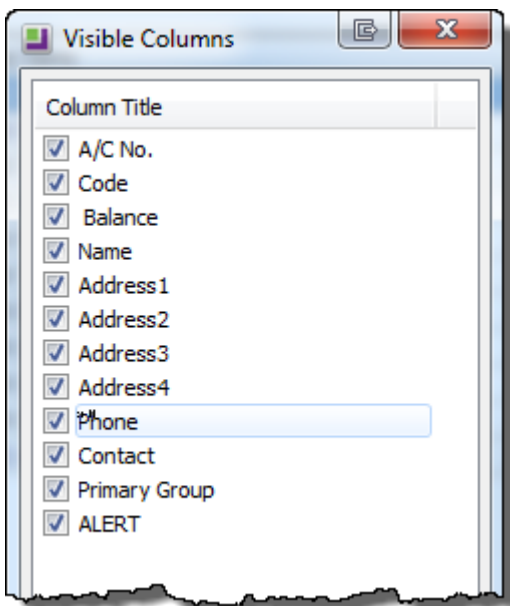 Visible Columns
Column Title
A/C No.
Code
Balance
Name
Address1
Address2
Address3
Address4
Phone
Contact
Primary Group
ALERT